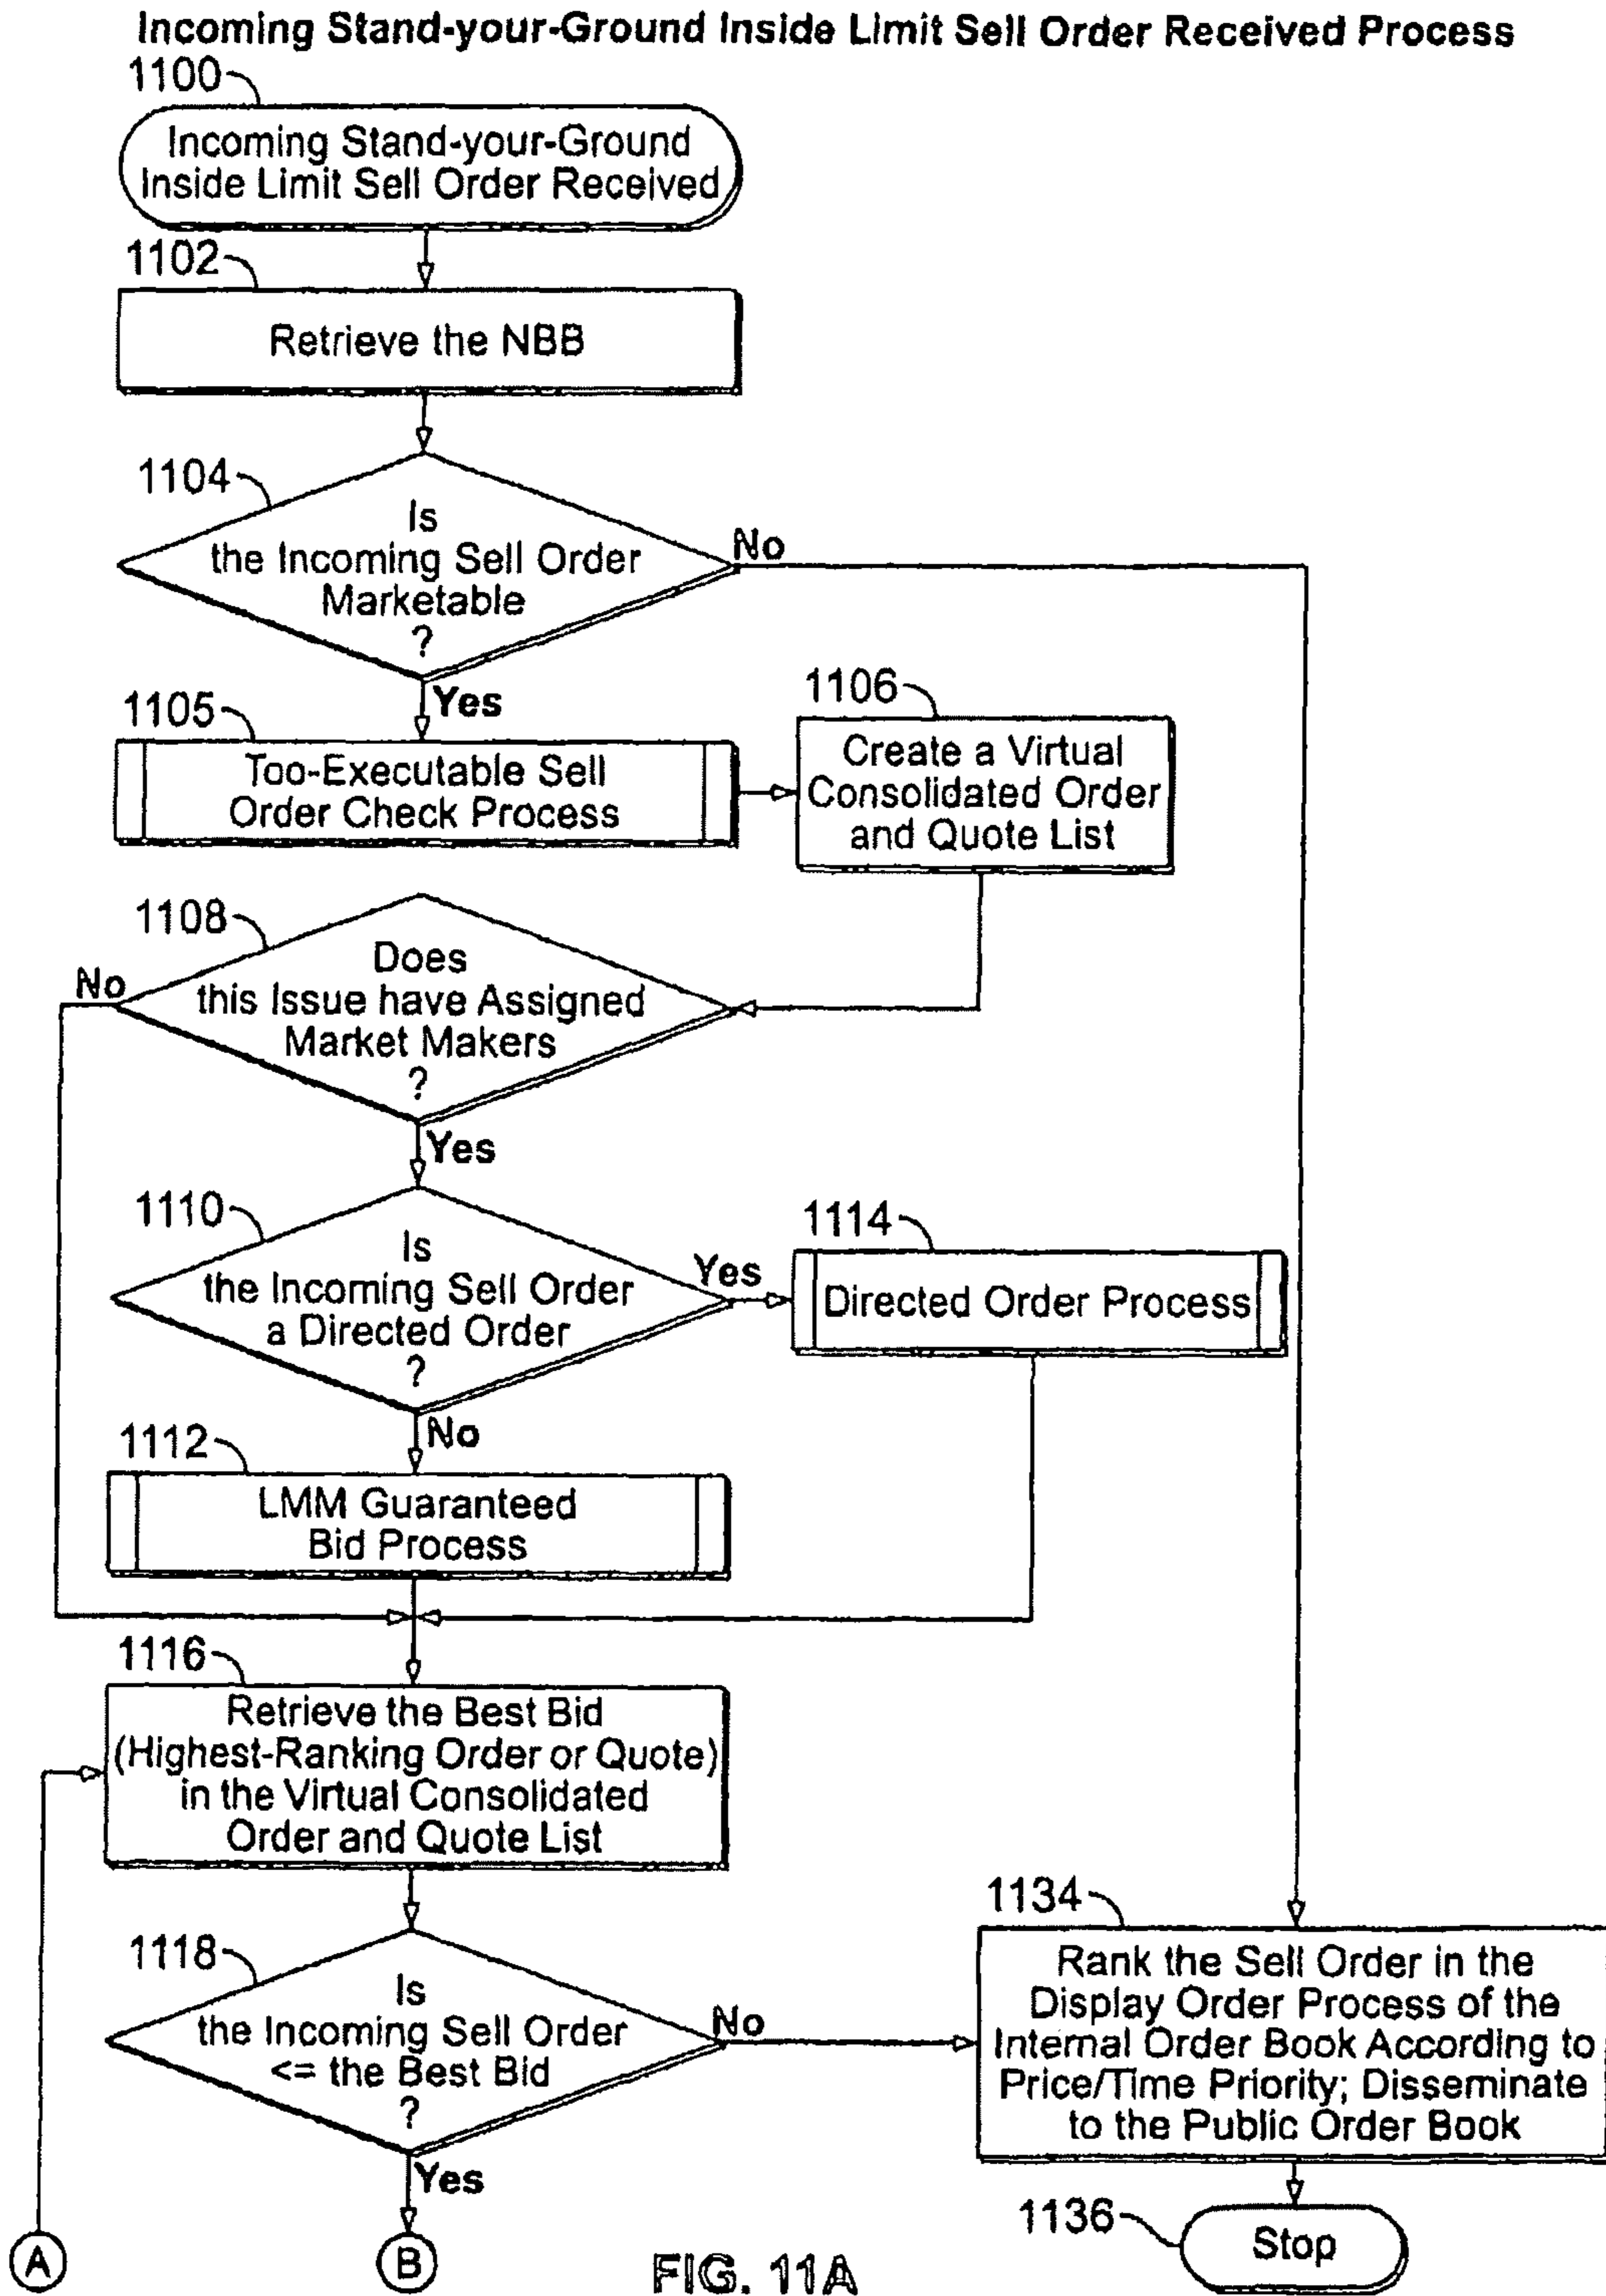 Incoming Stand-your-Ground Inside Limit Sell Order Received Process
1100
Incoming Stand-your-Ground
Inside Limit Sell Order Received
1102
Retrieve the NBB
1104
Is
the Incoming Sell Order
Marketable
?
No
Yes
1105
Too-Executable Sell
Order Check Process
1106
Create a Virtual
Consolidated Order
and Quote List
1108
Does
this Issue have Assigned
Market Makers
?
No
Yes
1110
Is
the Incoming Sell Order
a Directed Order
?
Yes
1114
Directed Order Process
No
1112
LMM Guaranteed
Bid Process
1116
Retrieve the Best Bid
(Highest-Ranking Order or Quote)
in the Virtual Consolidated
Order and Quote List
1118
Is
the Incoming Sell Order
<= the Best Bid
?
No
Yes
1134
Rank the Sell Order in the
Display Order Process of the
Internal Order Book According to
Price/Time Priority; Disseminate
to the Public Order Book
1136
Stop
A
B
FIG. 11A